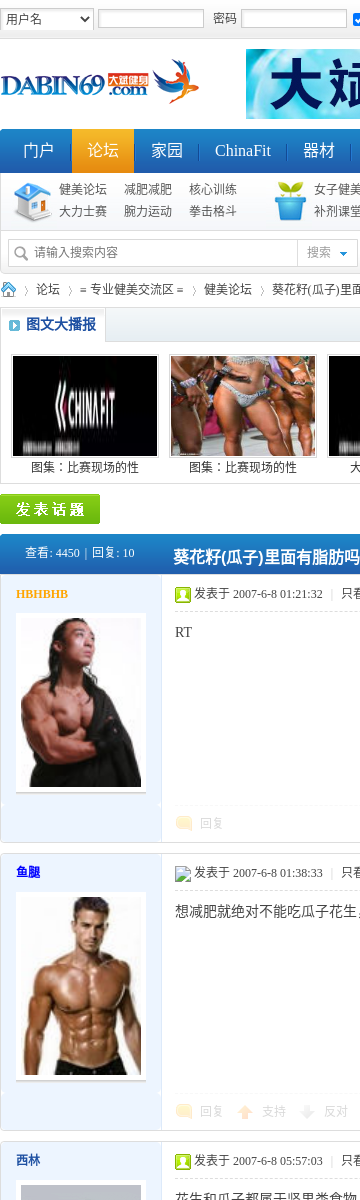 用户名 密码
DABIN69.com 大斌健身
大斌
门户 论坛 家园 ChinaFit 器材
健美论坛 减肥减肥 核心训练 女子健美
大力士赛 腕力运动 拳击格斗 补剂课堂
请输入搜索内容 搜索
论坛 ≡ 专业健美交流区 ≡ 健美论坛 葵花籽(瓜子)里面
图文大播报
CHINAFIT
图集：比赛现场的性 图集：比赛现场的性 大
发表话题
查看: 4450 | 回复: 10 葵花籽(瓜子)里面有脂肪吗
HBHBHB 发表于 2007-6-8 01:21:32 | 只看
RT
回复
鱼腿 发表于 2007-6-8 01:38:33 | 只看
想减肥就绝对不能吃瓜子花生
回复 支持 反对
西林 发表于 2007-6-8 05:57:03 | 只看
花生和瓜子都属于坚果类食物